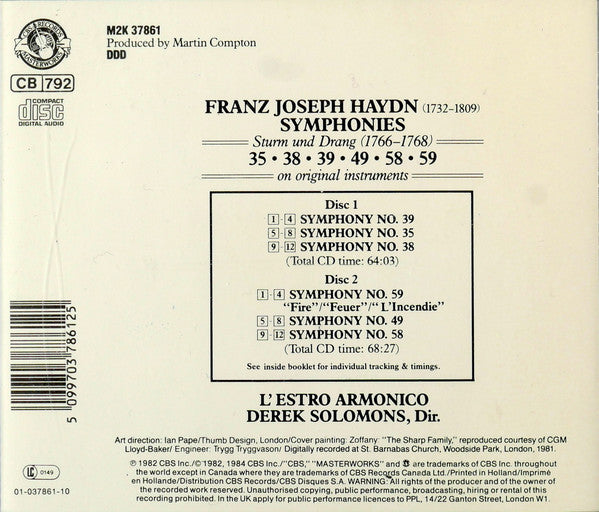 CBS RECORDS
MASTERWORKS
M2K 37861
Produced by Martin Compton
DDD
CB 792
COMPACT
disc
DIGITAL AUDIO
FRANZ JOSEPH HAYDN (1732–1809)
SYMPHONIES
Sturm und Drang (1766–1768)
35 · 38 · 39 · 49 · 58 · 59
on original instruments
Disc 1
1-4 SYMPHONY NO. 39
5-8 SYMPHONY NO. 35
9-12 SYMPHONY NO. 38
(Total CD time: 64:03)
Disc 2
1-4 SYMPHONY NO. 59
"Fire"/"Feuer"/"L'Incendie"
5-8 SYMPHONY NO. 49
9-12 SYMPHONY NO. 58
(Total CD time: 68:27)
See inside booklet for individual tracking & timings.
L'ESTRO ARMONICO
DEREK SOLOMONS, Dir.
5 099703 786125
Art direction: Ian Pape/Thumb Design, London/Cover painting: Zoffany: "The Sharp Family," reproduced courtesy of CGM
Lloyd-Baker/ Engineer: Trygg Tryggvason/ Digitally recorded at St. Barnabas Church, Woodside Park, London, 1981.
℗ 1982 CBS Inc./© 1982, 1984 CBS Inc./"CBS," "MASTERWORKS" and are trademarks of CBS Inc. throughout
the world except in Canada where they are trademarks of CBS Records Canada Ltd./Printed in Holland/Imprimé
en Hollande/Distribution CBS Records/CBS Disques S.A. WARNING: All rights of the producer and of the owner of
the recorded work reserved. Unauthorised copying, public performance, broadcasting, hiring or rental of this
recording prohibited. In the UK apply for public performance licences to PPL, 14/22 Ganton Street, London W1.
LC 0149
01-037861-10